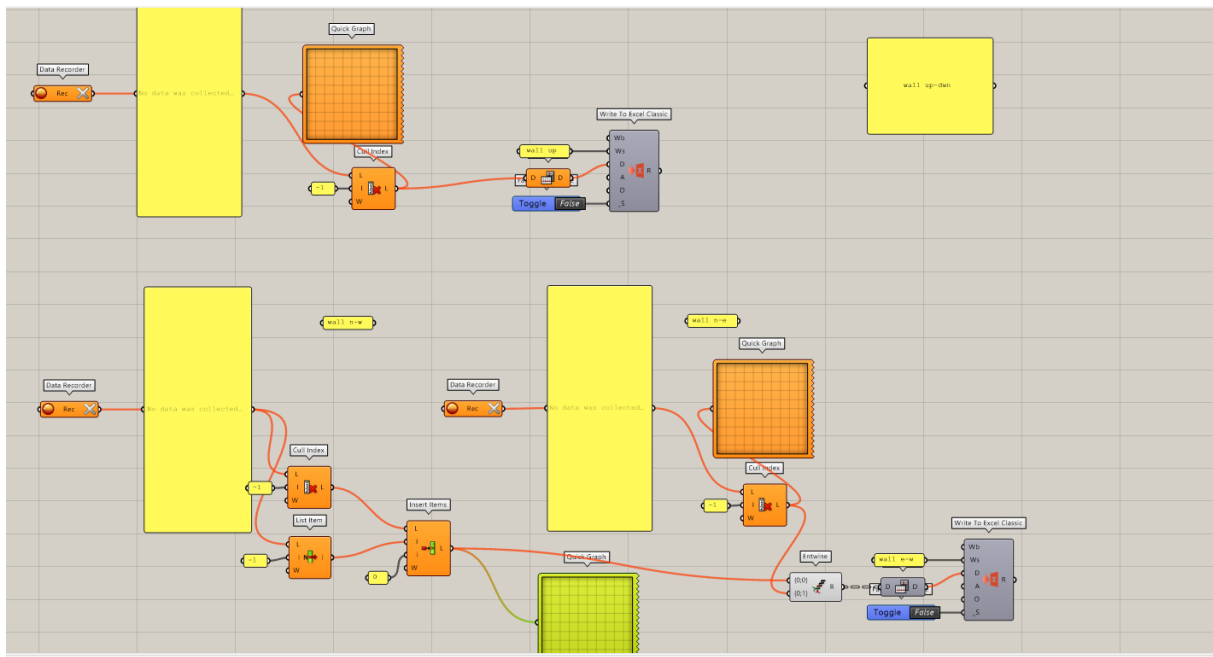 Quick Graph
Data Recorder
Rec
No data was collected...
Write To Excel Classic
wall up-dwn
Cull Index
L
I
W
L
-1
wall up
D
D
Toggle
False
Wb
Ws
D
A
O
_S
R
wall n-w
wall n-e
Quick Graph
Data Recorder
Rec
No data was collected...
Data Recorder
Rec
No data was collected...
Cull Index
L
I
W
L
-1
List Item
L
I
W
-1
Insert Items
L
I
I
W
L
0
Quick Graph
Cull Index
L
I
W
L
-1
Entwine
{0;0}
{0;1}
R
Write To Excel Classic
wall e-w
D
D
Toggle
False
Wb
Ws
D
A
O
_S
R